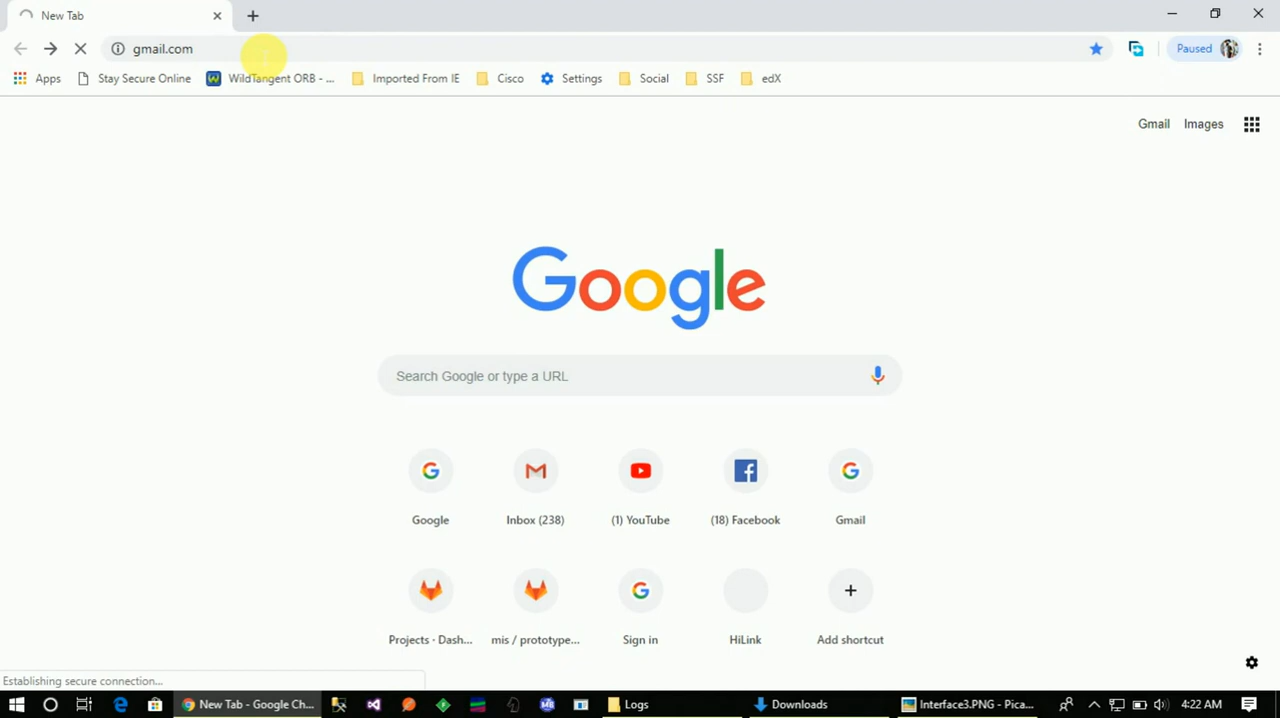 New Tab
gmail.com
Paused
Apps
Stay Secure Online
WildTangent ORB - ...
Imported From IE
Cisco
Settings
Social
SSF
edX
Gmail
Images
Google
Search Google or type a URL
Google
Inbox (238)
(1) YouTube
(18) Facebook
Gmail
Projects · Dash...
mis / prototype...
Sign in
HiLink
Add shortcut
Establishing secure connection...
New Tab - Google Ch...
Logs
Downloads
Interface3.PNG - Pica...
4:22 AM